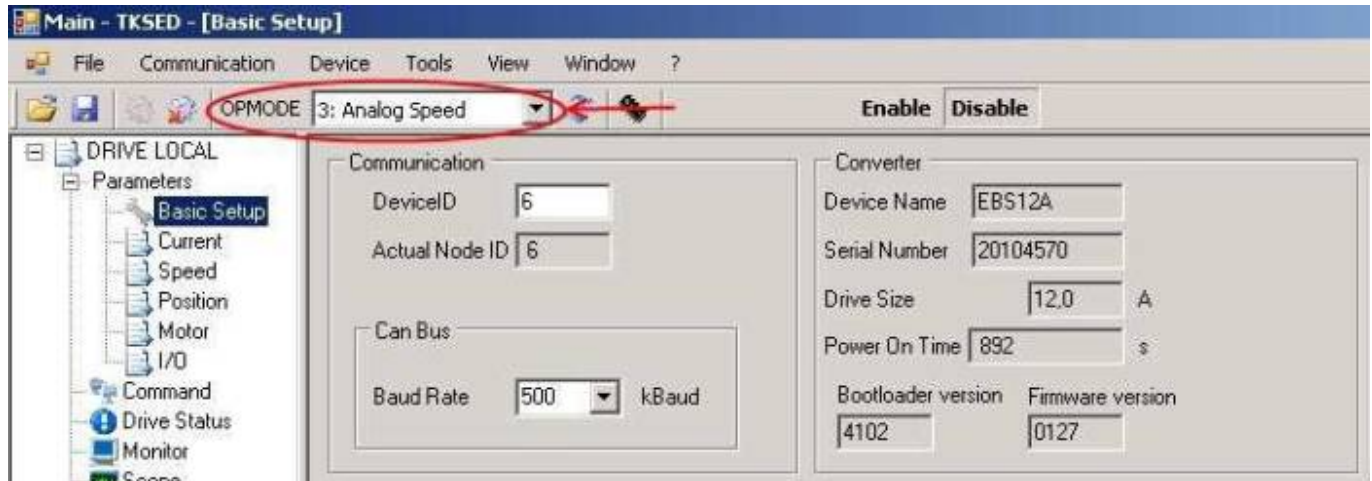 Main - TKSED - [Basic Setup]
File Communication Device Tools View Window ?
OPMODE 3: Analog Speed Enable Disable
DRIVE LOCAL
Parameters
Basic Setup
Current
Speed
Position
Motor
I/O
Command
Drive Status
Monitor
Scope
Communication
DeviceID 6
Actual Node ID 6
Can Bus
Baud Rate 500 kBaud
Converter
Device Name EBS12A
Serial Number 20104570
Drive Size 12,0 A
Power On Time 892 s
Bootloader version Firmware version
4102 0127